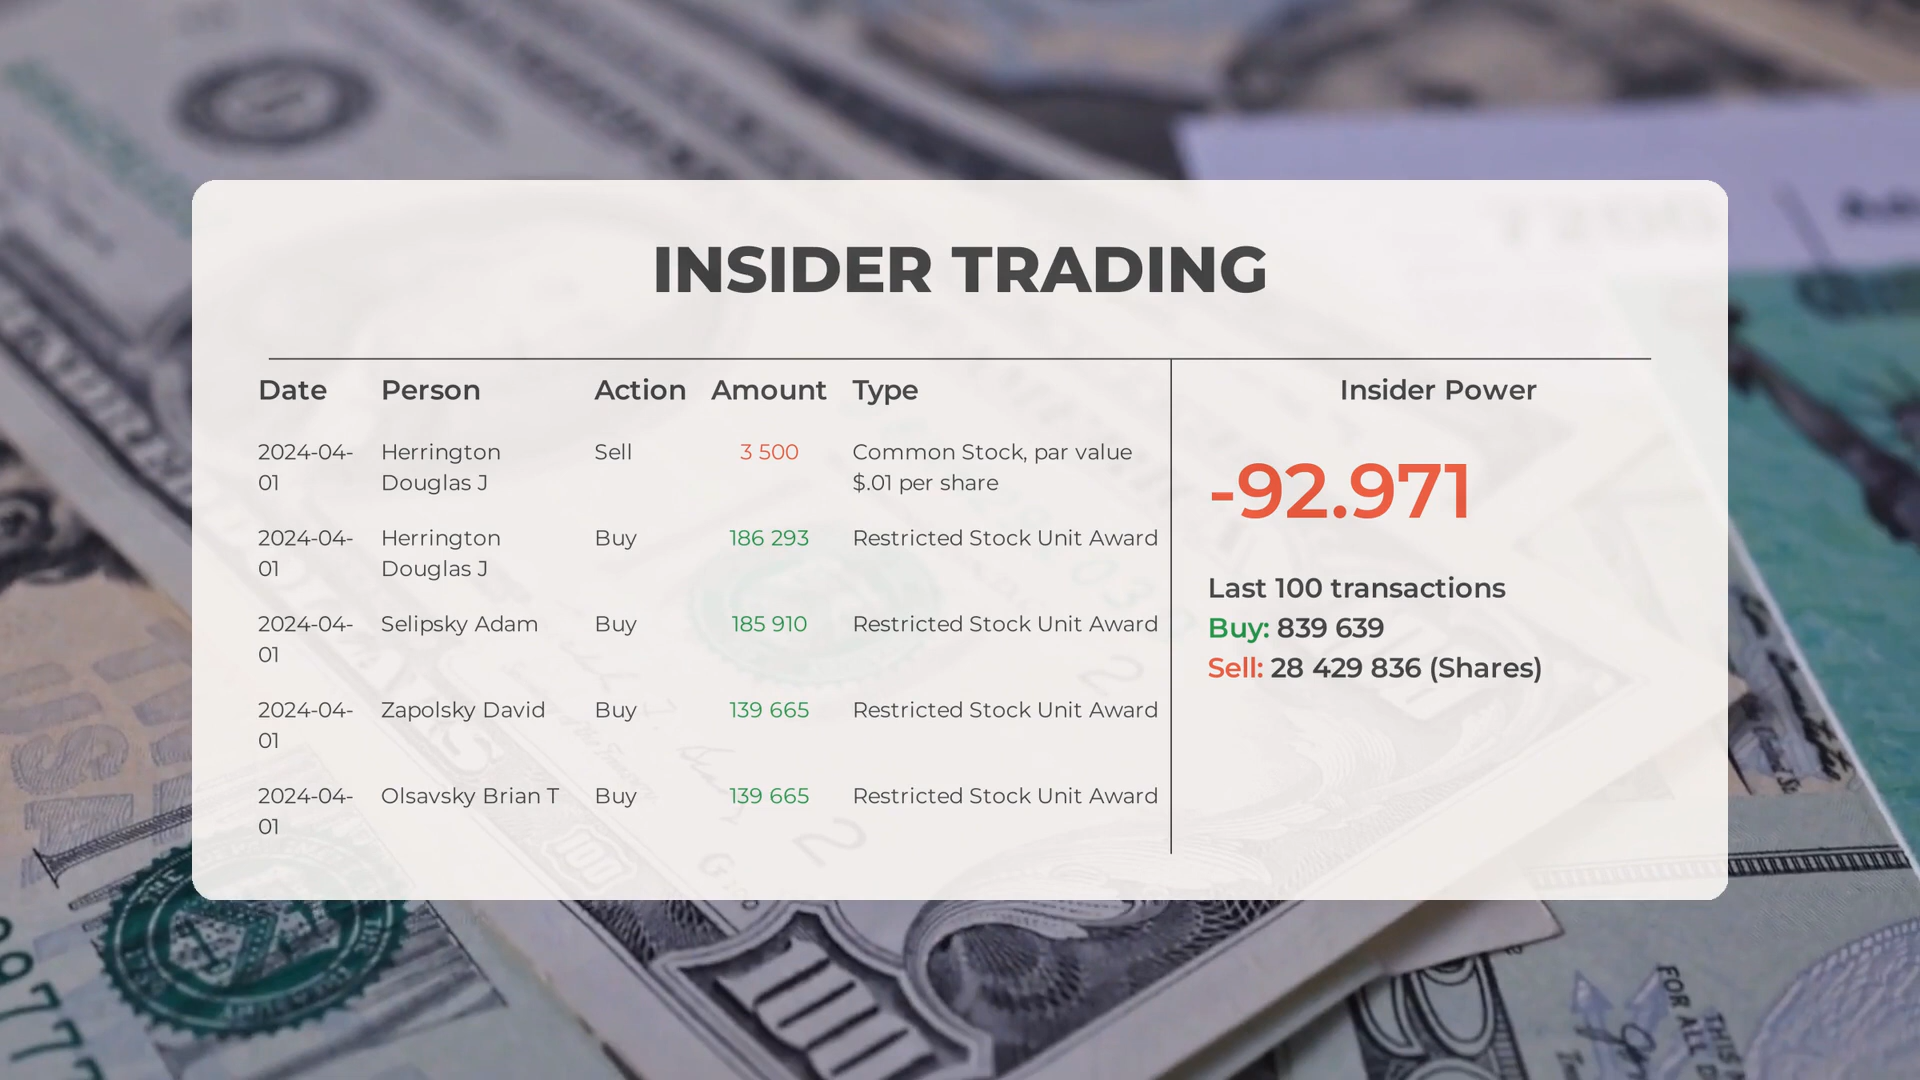 INSIDER TRADING
Date Person Action Amount Type
2024-04-
01
Herrington
Douglas J
Sell
3 500
Common Stock, par value
$.01 per share
2024-04-
01
Herrington
Douglas J
Buy
186 293
Restricted Stock Unit Award
2024-04-
01
Selipsky Adam
Buy
185 910
Restricted Stock Unit Award
2024-04-
01
Zapolsky David
Buy
139 665
Restricted Stock Unit Award
2024-04-
01
Olsavsky Brian T
Buy
139 665
Restricted Stock Unit Award
Insider Power
-92.971
Last 100 transactions
Buy: 839 639
Sell: 28 429 836 (Shares)
100
FOR ALL D
THIS